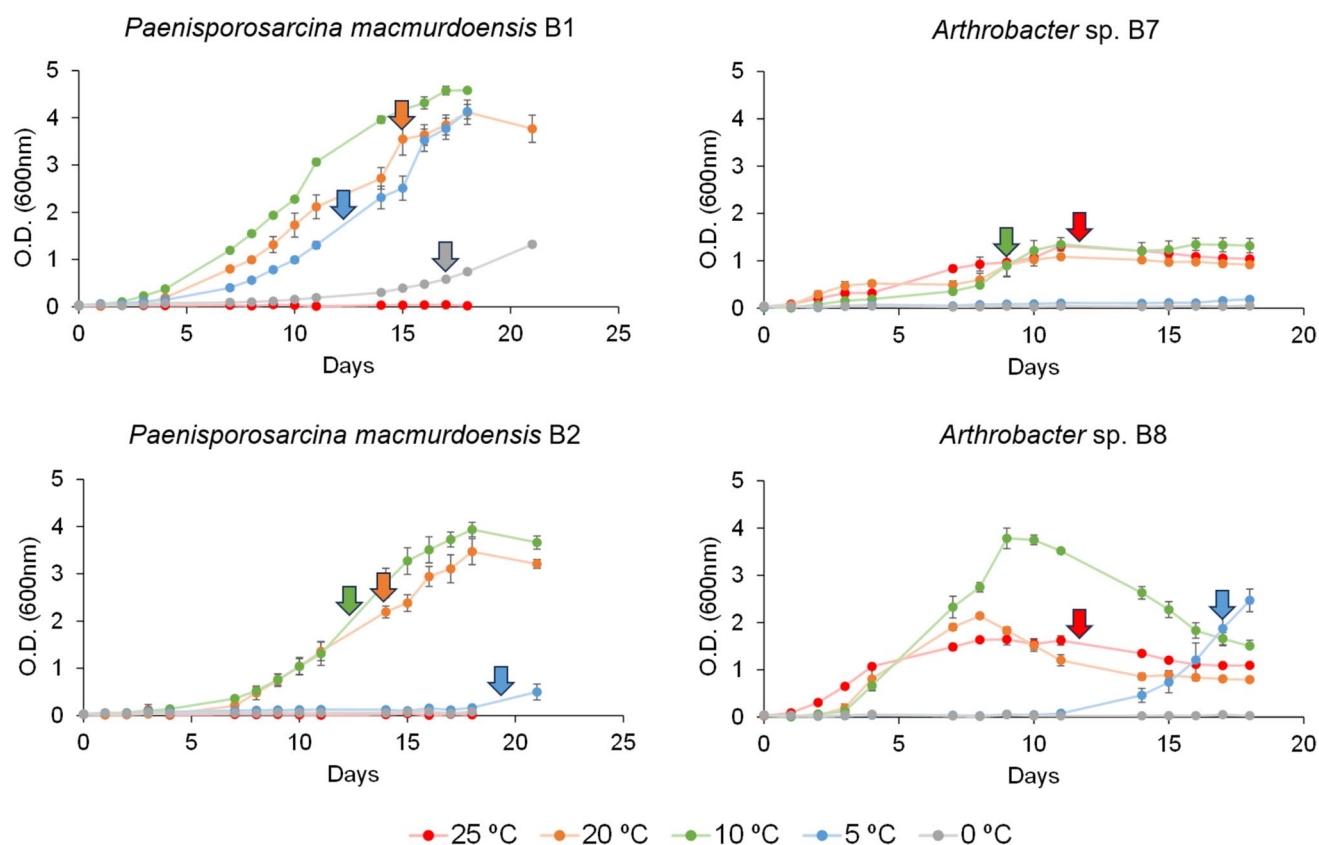 Paenisporosarcina macmurdoensis B1
Arthrobacter sp. B7
O.D. (600nm)
5
4
3
2
1
0
0 5 10 15 20 25
Days
O.D. (600nm)
5
4
3
2
1
0
0 5 10 15 20
Days
Paenisporosarcina macmurdoensis B2
Arthrobacter sp. B8
O.D. (600nm)
5
4
3
2
1
0
0 5 10 15 20 25
Days
O.D. (600nm)
5
4
3
2
1
0
0 5 10 15 20
Days
25 ºC 20 ºC 10 ºC 5 ºC 0 ºC